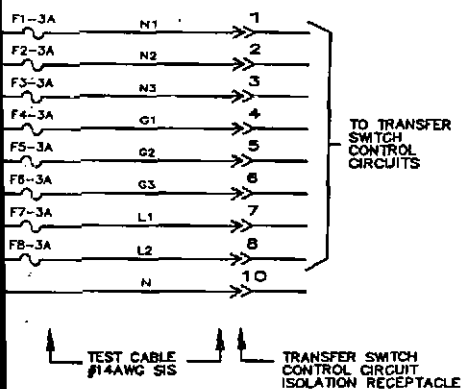 F1-3A N1 1
F2-3A N2 2
F3-3A N3 3
F4-3A G1 4
F5-3A G2 5
F6-3A G3 6
F7-3A L1 7
F8-3A L2 8
N 10
TO TRANSFER
SWITCH
CONTROL
CIRCUITS
TEST CABLE
#14AWG SIS
TRANSFER SWITCH
CONTROL CIRCUIT
ISOLATION RECEPTACLE